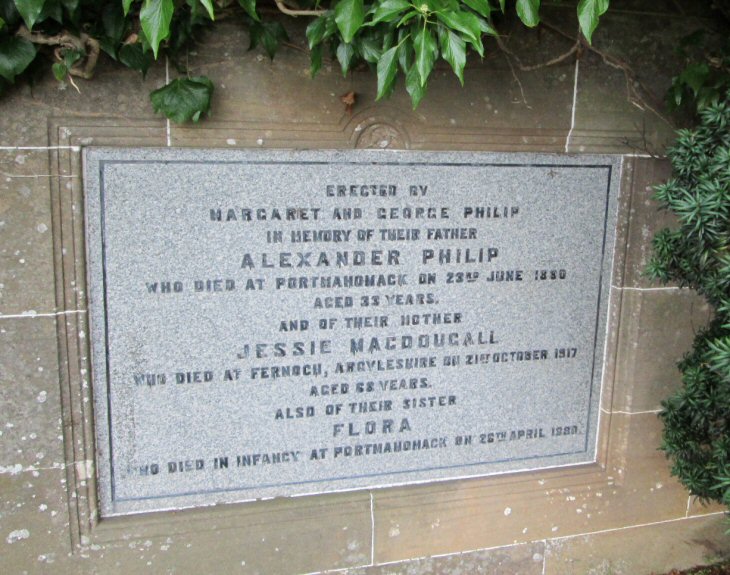 ERECTED BY
MARGARET AND GEORGE PHILIP
IN MEMORY OF THEIR FATHER
ALEXANDER PHILIP
WHO DIED AT PORTMAHOMACK ON 23RD JUNE 1880
AGED 33 YEARS.
AND OF THEIR MOTHER
JESSIE MACDOUGALL
WHO DIED AT FERNOCH, ARGYLESHIRE ON 21ST OCTOBER 1917
AGED 68 YEARS.
ALSO OF THEIR SISTER
FLORA
WHO DIED IN INFANCY AT PORTMAHOMACK ON 26TH APRIL 1880.